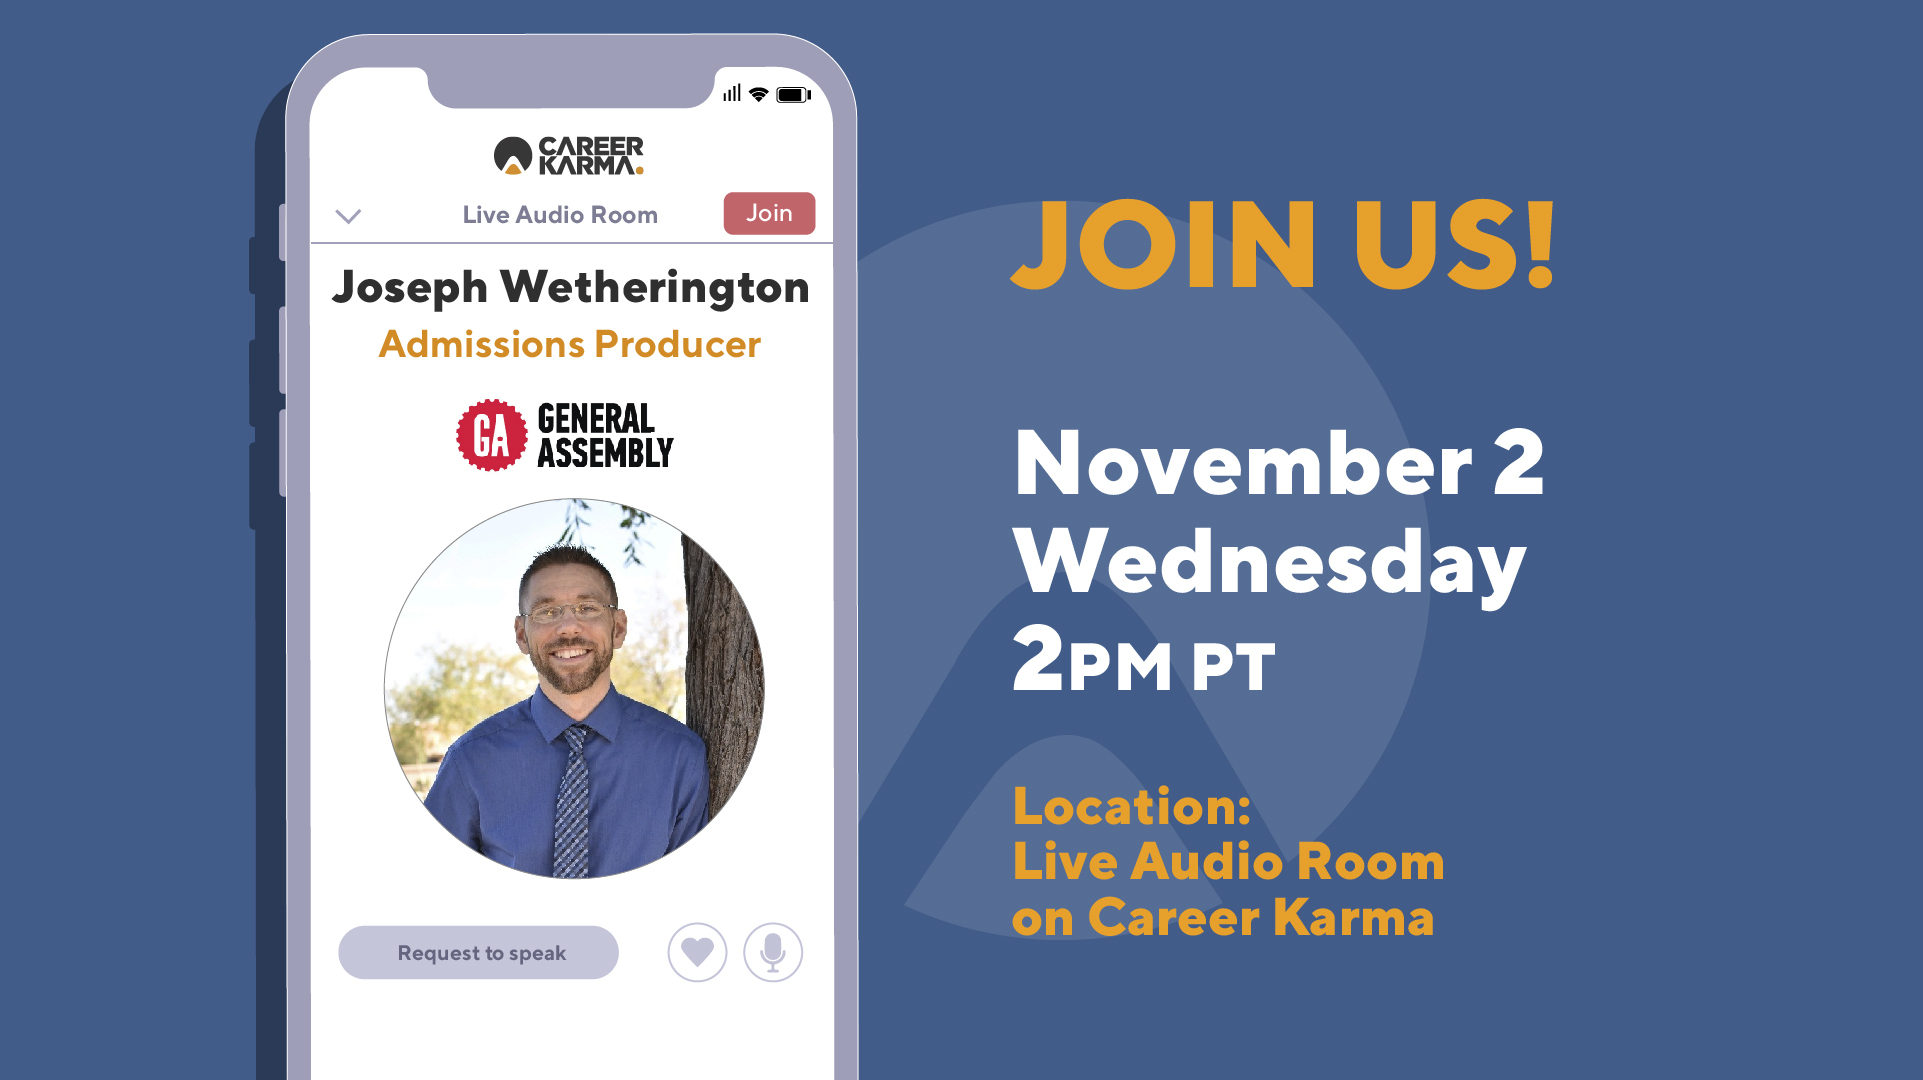 CAREER
KARMA.
Live Audio Room
Join
Joseph Wetherington
Admissions Producer
GA
GENERAL
ASSEMBLY
Request to speak
JOIN US!
November 2
Wednesday
2PM PT
Location:
Live Audio Room
on Career Karma